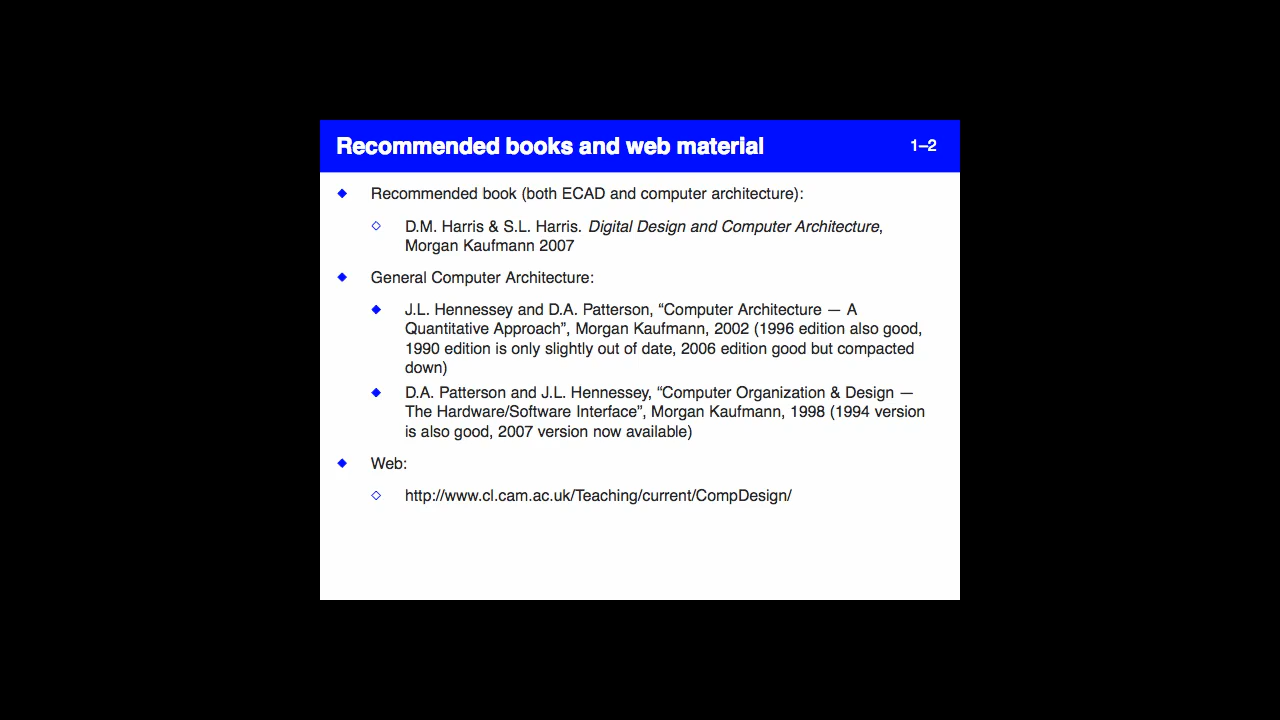 Recommended books and web material 1–2
Recommended book (both ECAD and computer architecture):
D.M. Harris & S.L. Harris. Digital Design and Computer Architecture,
Morgan Kaufmann 2007
General Computer Architecture:
J.L. Hennessey and D.A. Patterson, “Computer Architecture — A
Quantitative Approach”, Morgan Kaufmann, 2002 (1996 edition also good,
1990 edition is only slightly out of date, 2006 edition good but compacted
down)
D.A. Patterson and J.L. Hennessey, “Computer Organization & Design —
The Hardware/Software Interface”, Morgan Kaufmann, 1998 (1994 version
is also good, 2007 version now available)
Web:
http://www.cl.cam.ac.uk/Teaching/current/CompDesign/